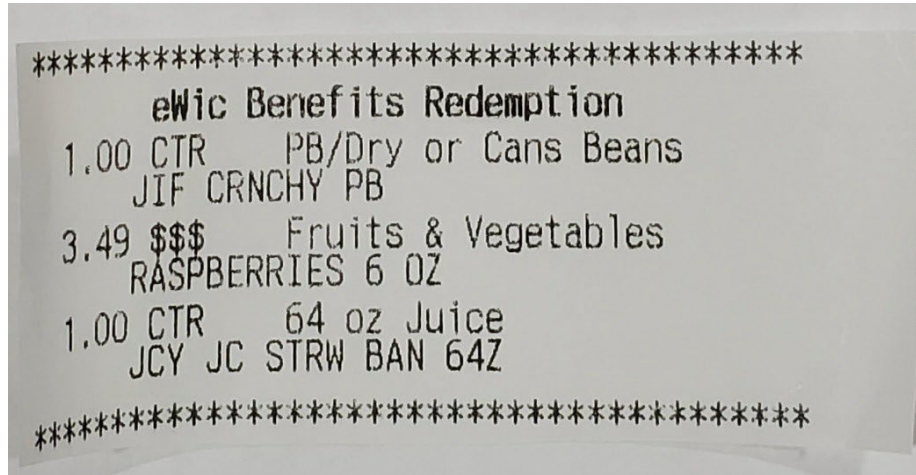 ******************************************
eWic Benefits Redemption
1.00 CTR PB/Dry or Cans Beans
JIF CRNCHY PB
3.49 $$$ Fruits & Vegetables
RASPBERRIES 6 OZ
1.00 CTR 64 oz Juice
JCY JC STRW BAN 64Z
******************************************